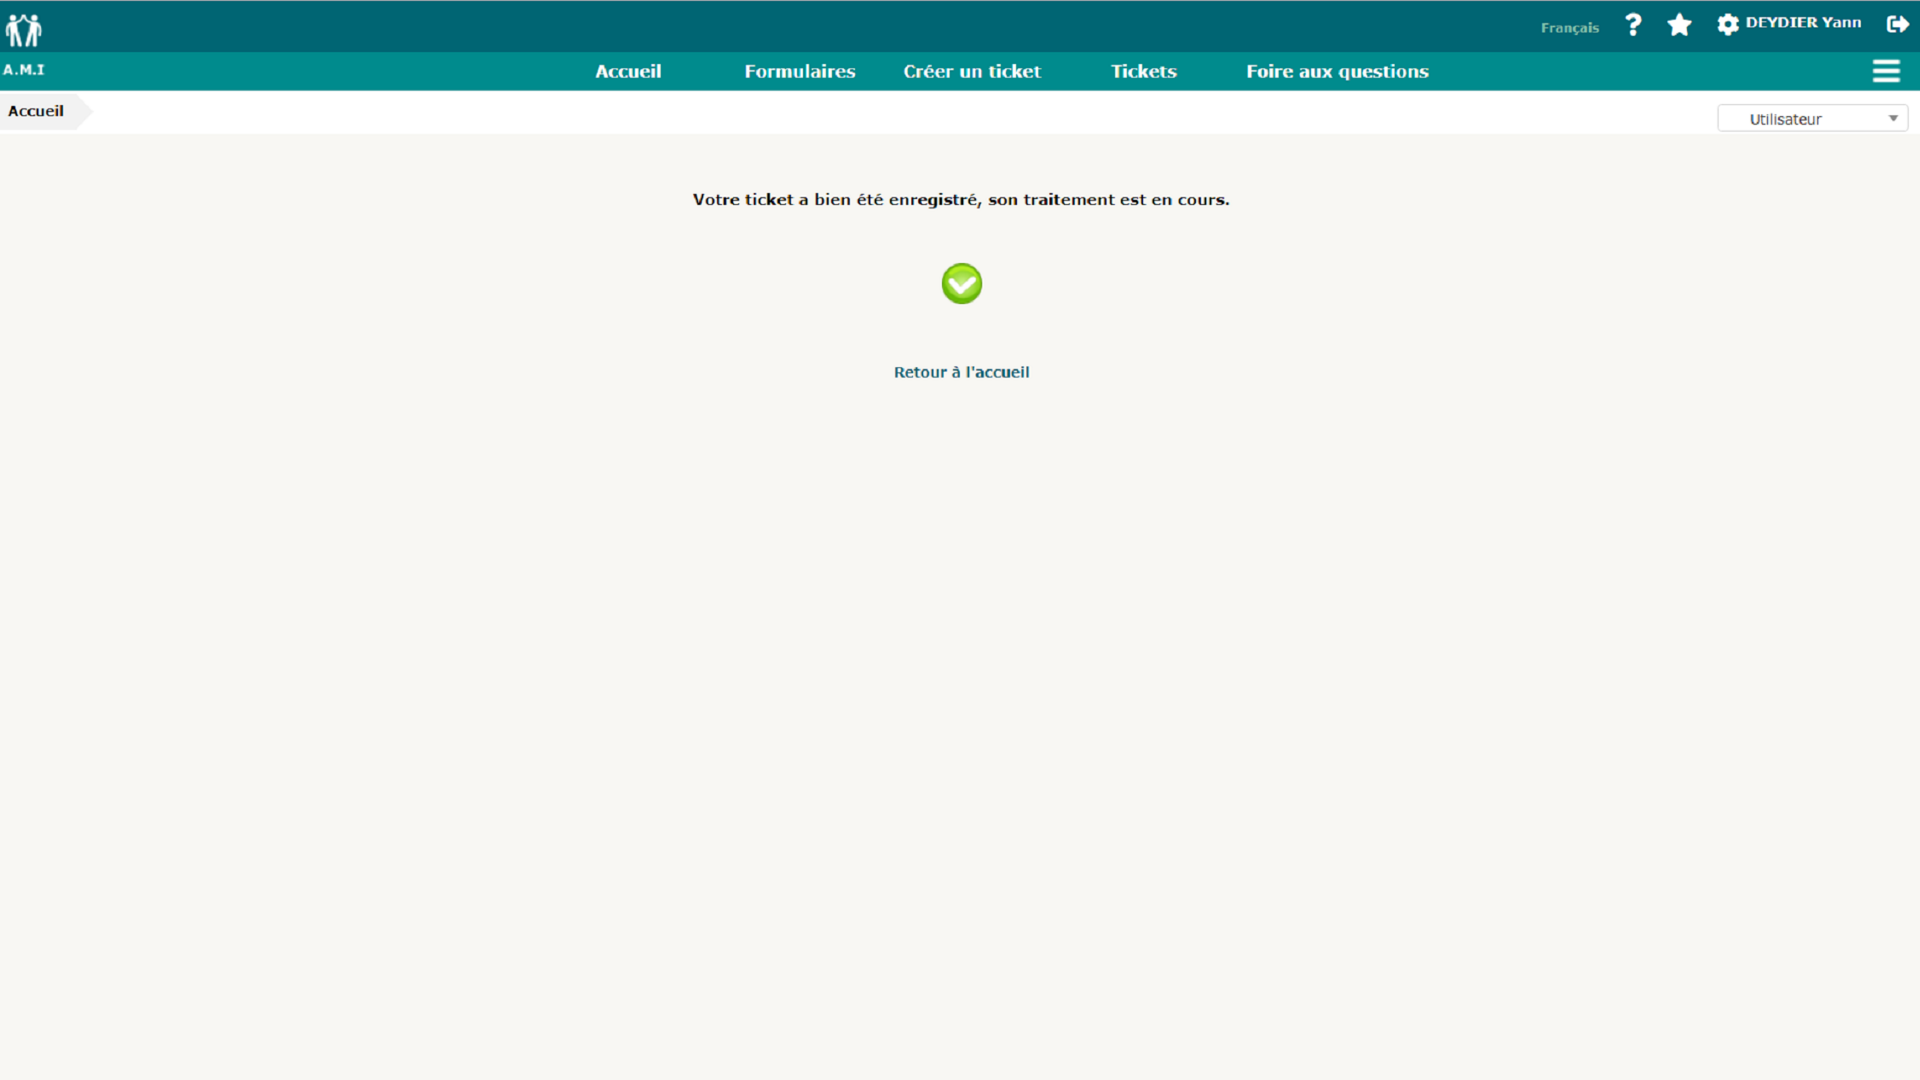 Français
?
DEYDIER Yann
A.M.I
Accueil
Formulaires
Créer un ticket
Tickets
Foire aux questions
Accueil
Utilisateur
Votre ticket a bien été enregistré, son traitement est en cours.
Retour à l'accueil